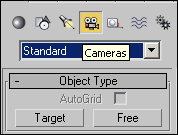 Standard
Cameras
- Object Type
AutoGrid
Target Free